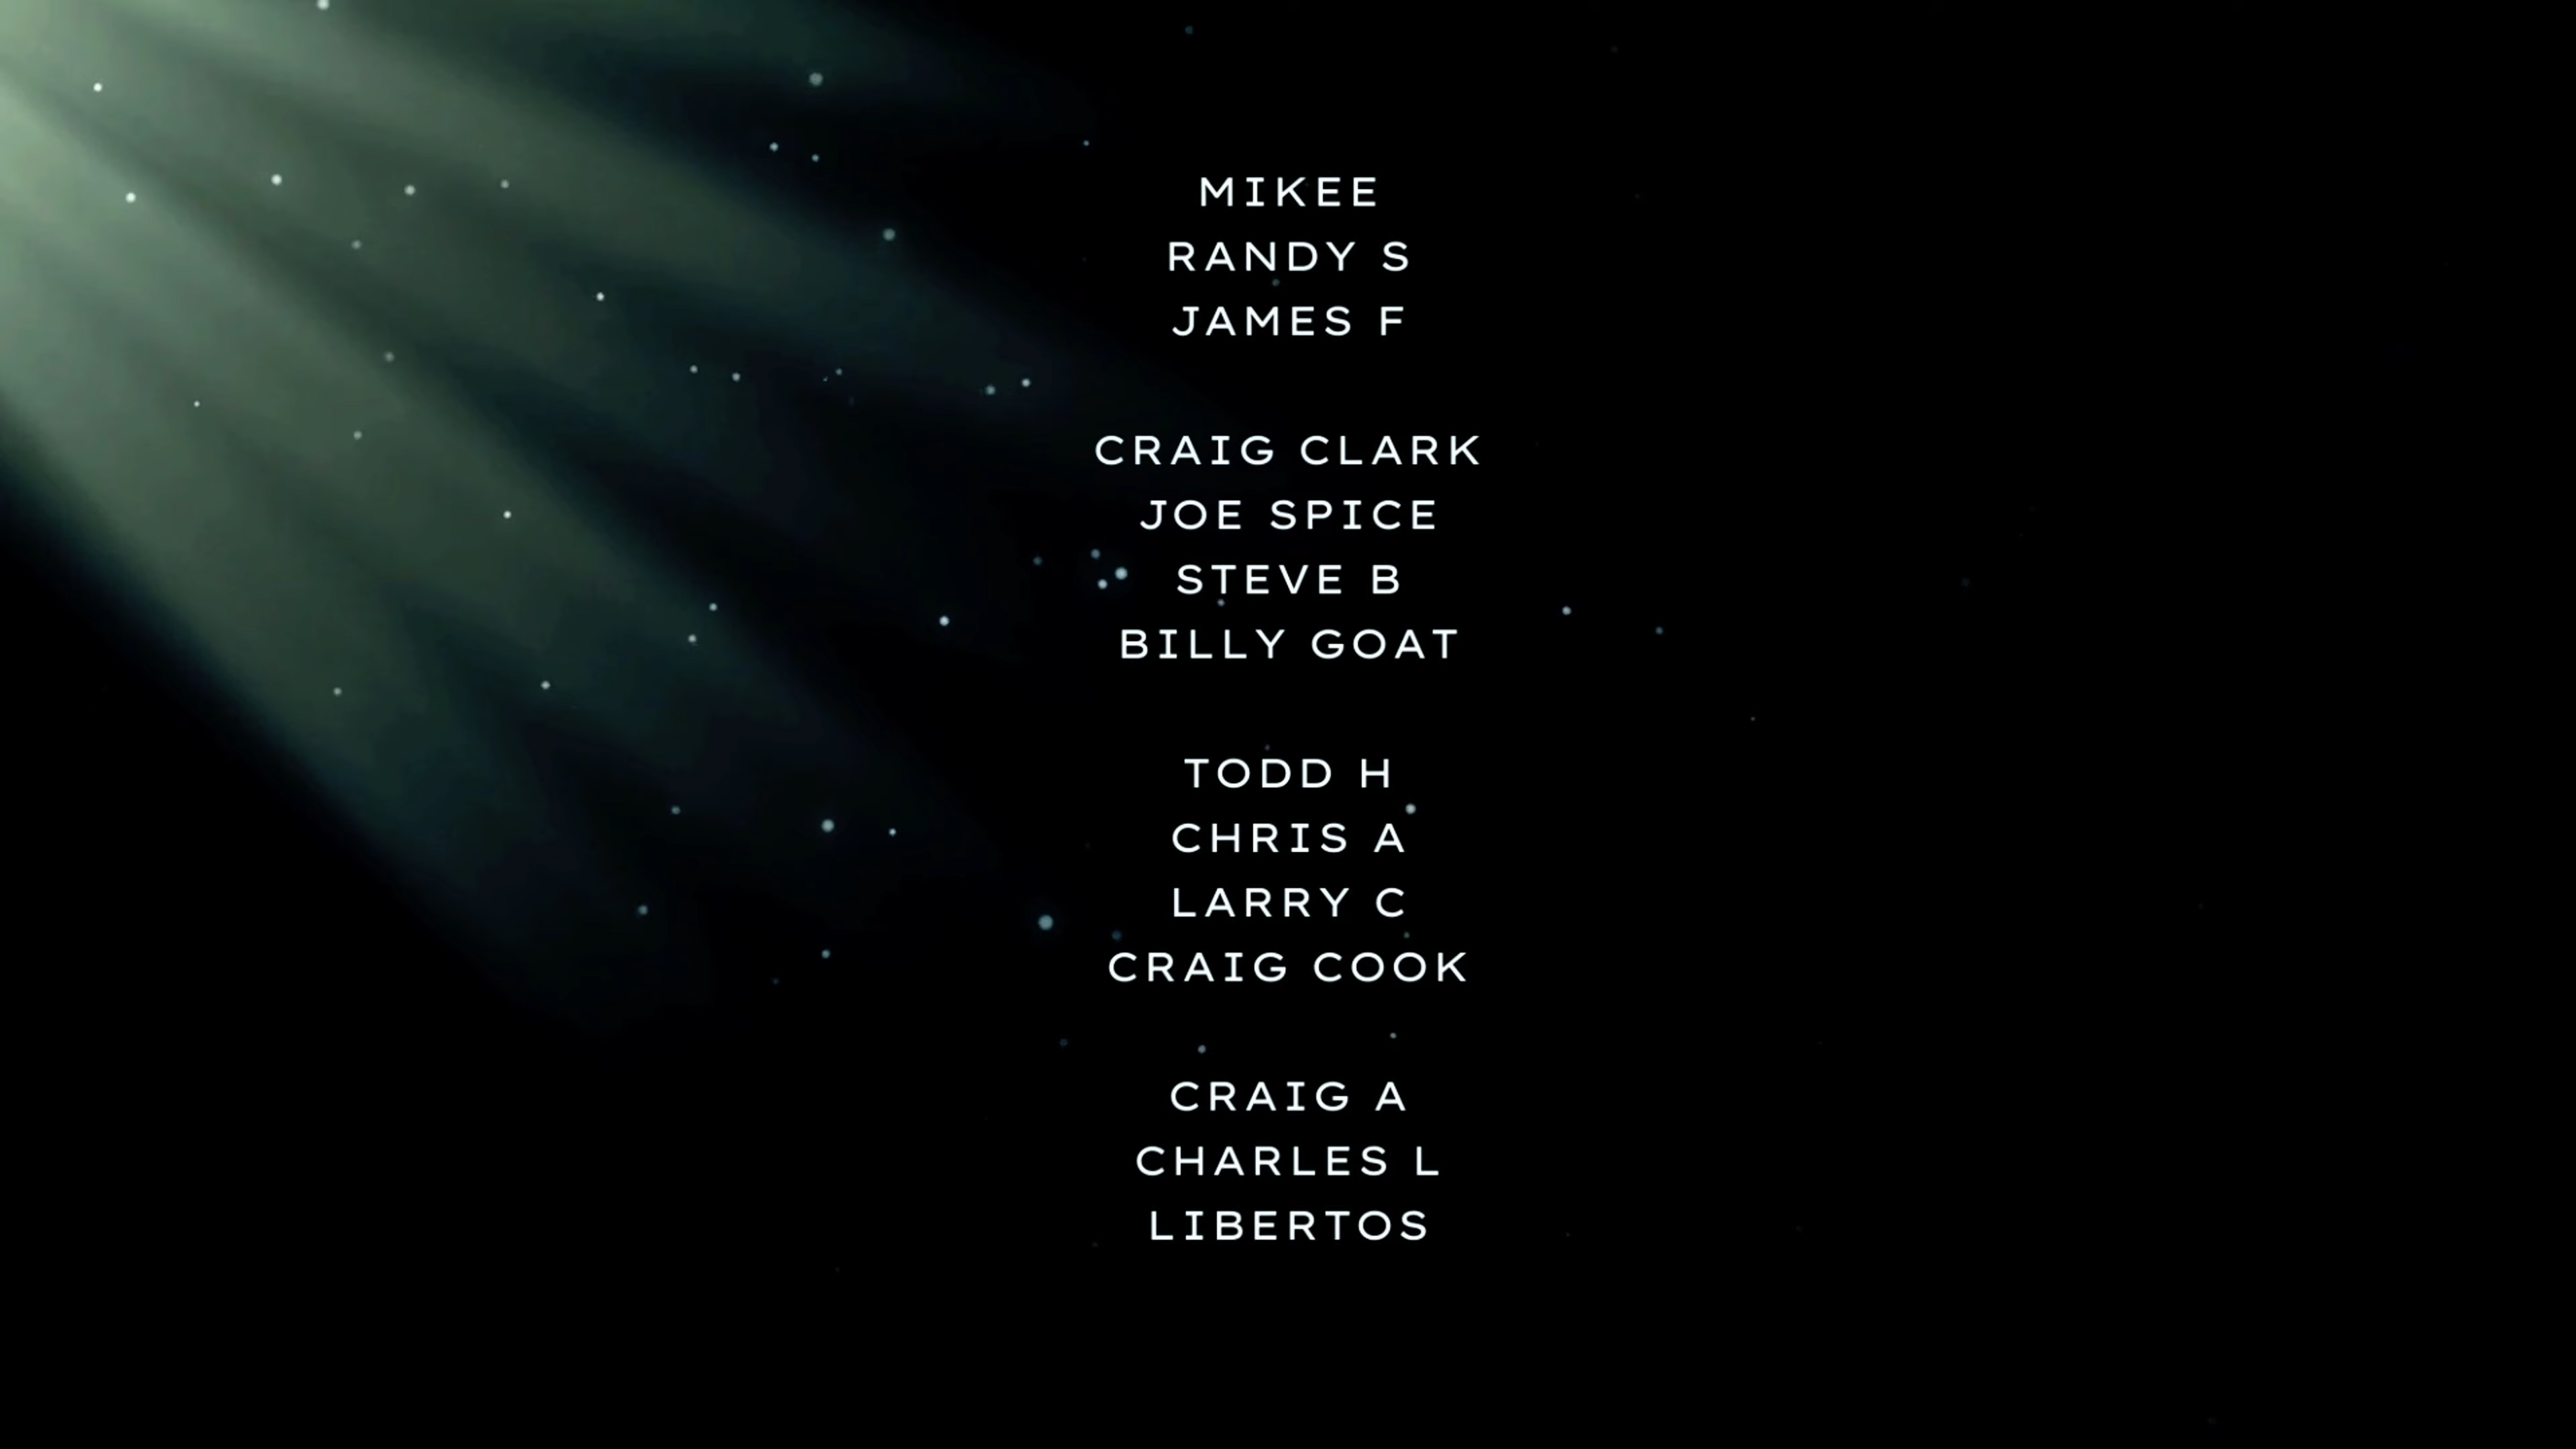 MIKEE
RANDY S
JAMES F
CRAIG CLARK
JOE SPICE
STEVE B
BILLY GOAT
TODD H
CHRIS A
LARRY C
CRAIG COOK
CRAIG A
CHARLES L
LIBERTOS